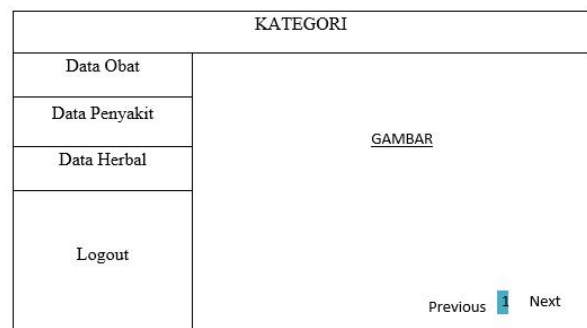 KATEGORI
Data Obat
Data Penyakit
Data Herbal
Logout
GAMBAR
Previous 1 Next